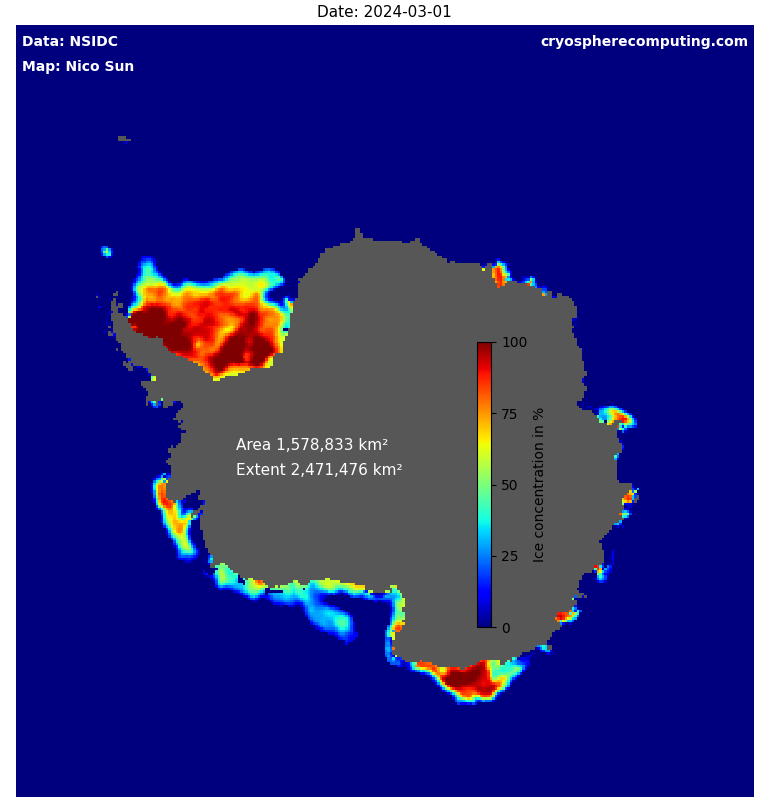 Date: 2024-03-01
Data: NSIDC
cryospherecomputing.com
Map: Nico Sun
Area 1,578,833 km²
Extent 2,471,476 km²
100
75
50
25
0
Ice concentration in %